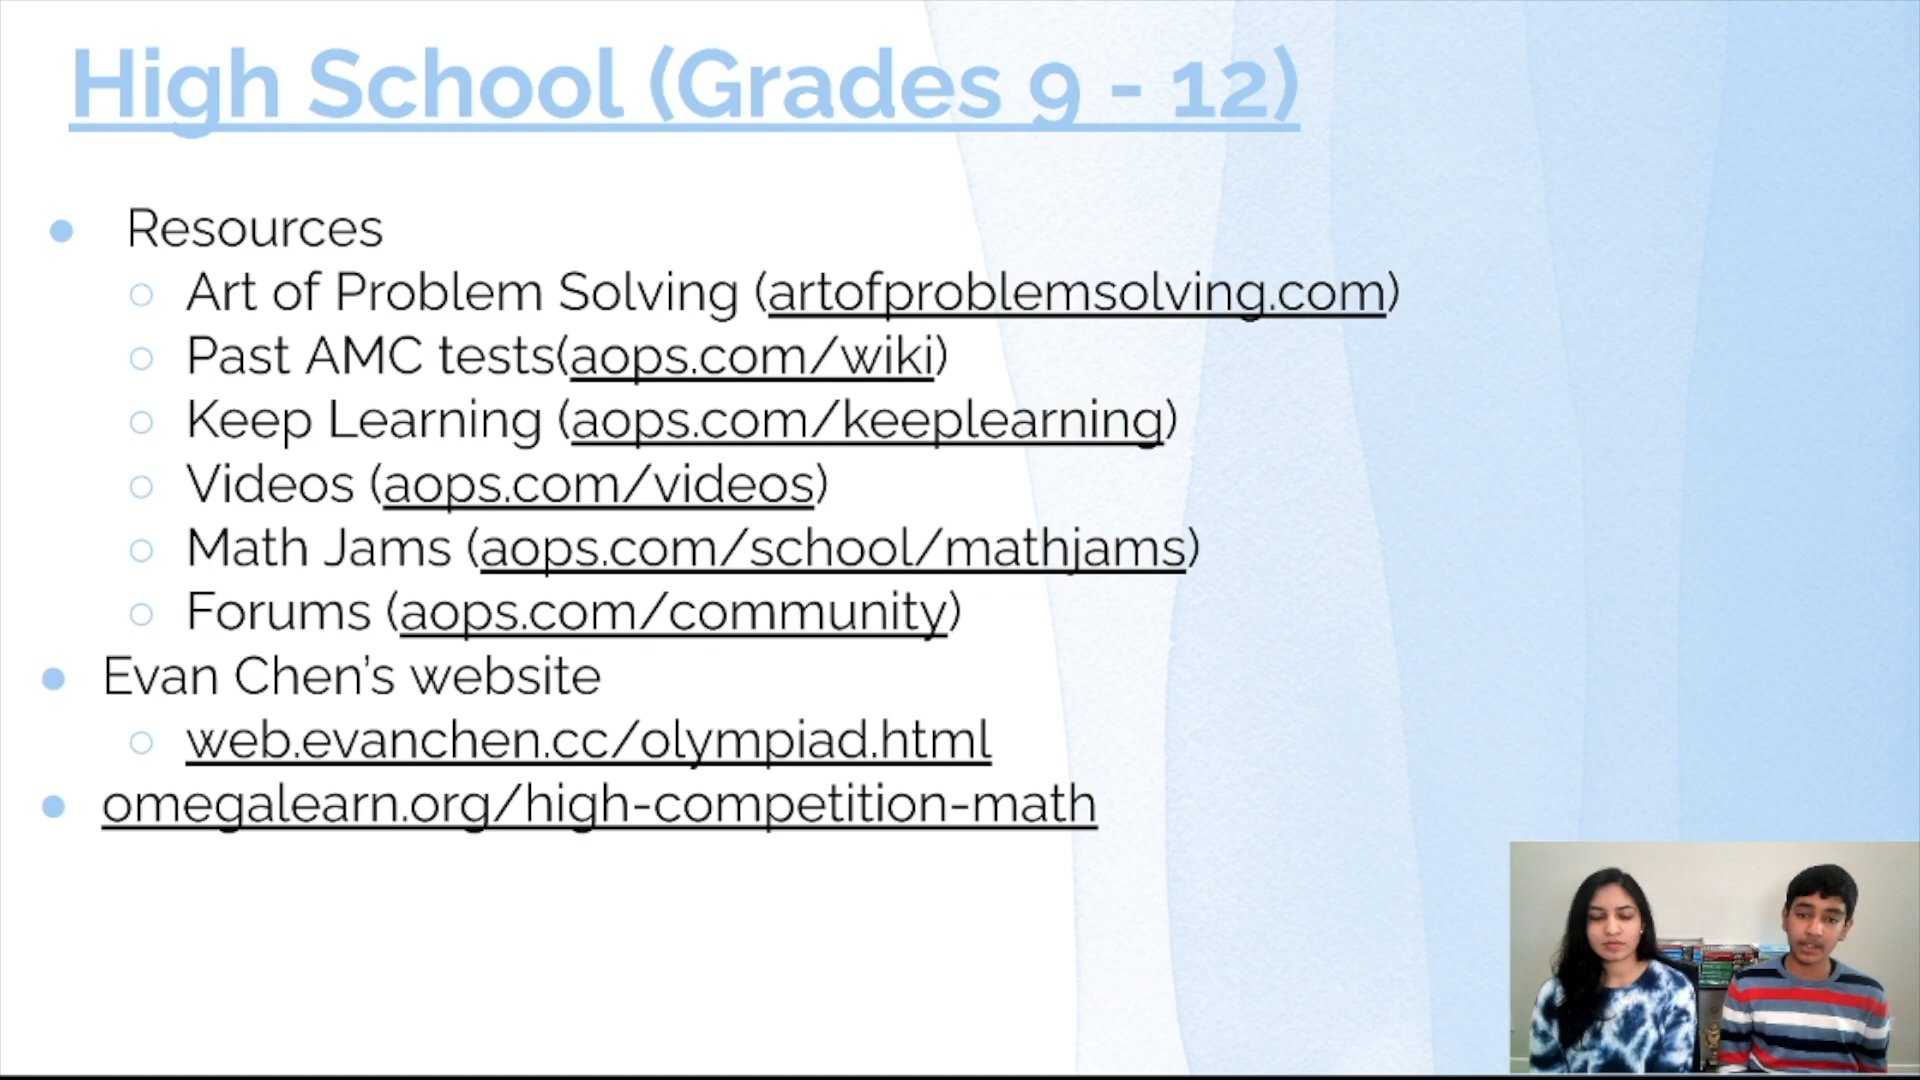 High School (Grades 9 - 12)
Resources
Art of Problem Solving (artofproblemsolving.com)
Past AMC tests(aops.com/wiki)
Keep Learning (aops.com/keeplearning)
Videos (aops.com/videos)
Math Jams (aops.com/school/mathjams)
Forums (aops.com/community)
Evan Chen's website
web.evanchen.cc/olympiad.html
omegalearn.org/high-competition-math